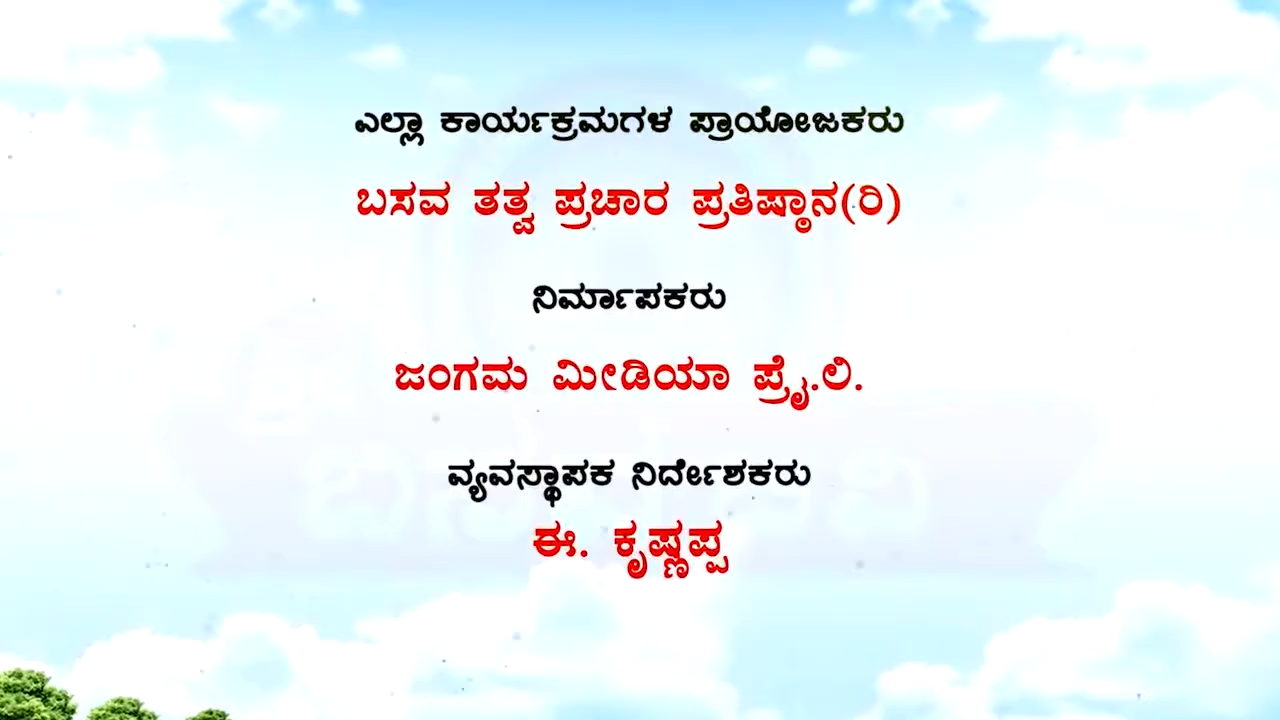 ಎಲ್ಲಾ ಕಾರ್ಯಕ್ರಮಗಳ ಪ್ರಾಯೋಜಕರು
ಬಸವ ತತ್ವ ಪ್ರಚಾರ ಪ್ರತಿಷ್ಠಾನ(ರಿ)
ನಿರ್ಮಾಪಕರು
ಜಂಗಮ ಮೀಡಿಯಾ ಪ್ರೈ.ಲಿ.
ವ್ಯವಸ್ಥಾಪಕ ನಿರ್ದೇಶಕರು
ಈ. ಕೃಷ್ಣಪ್ಪ